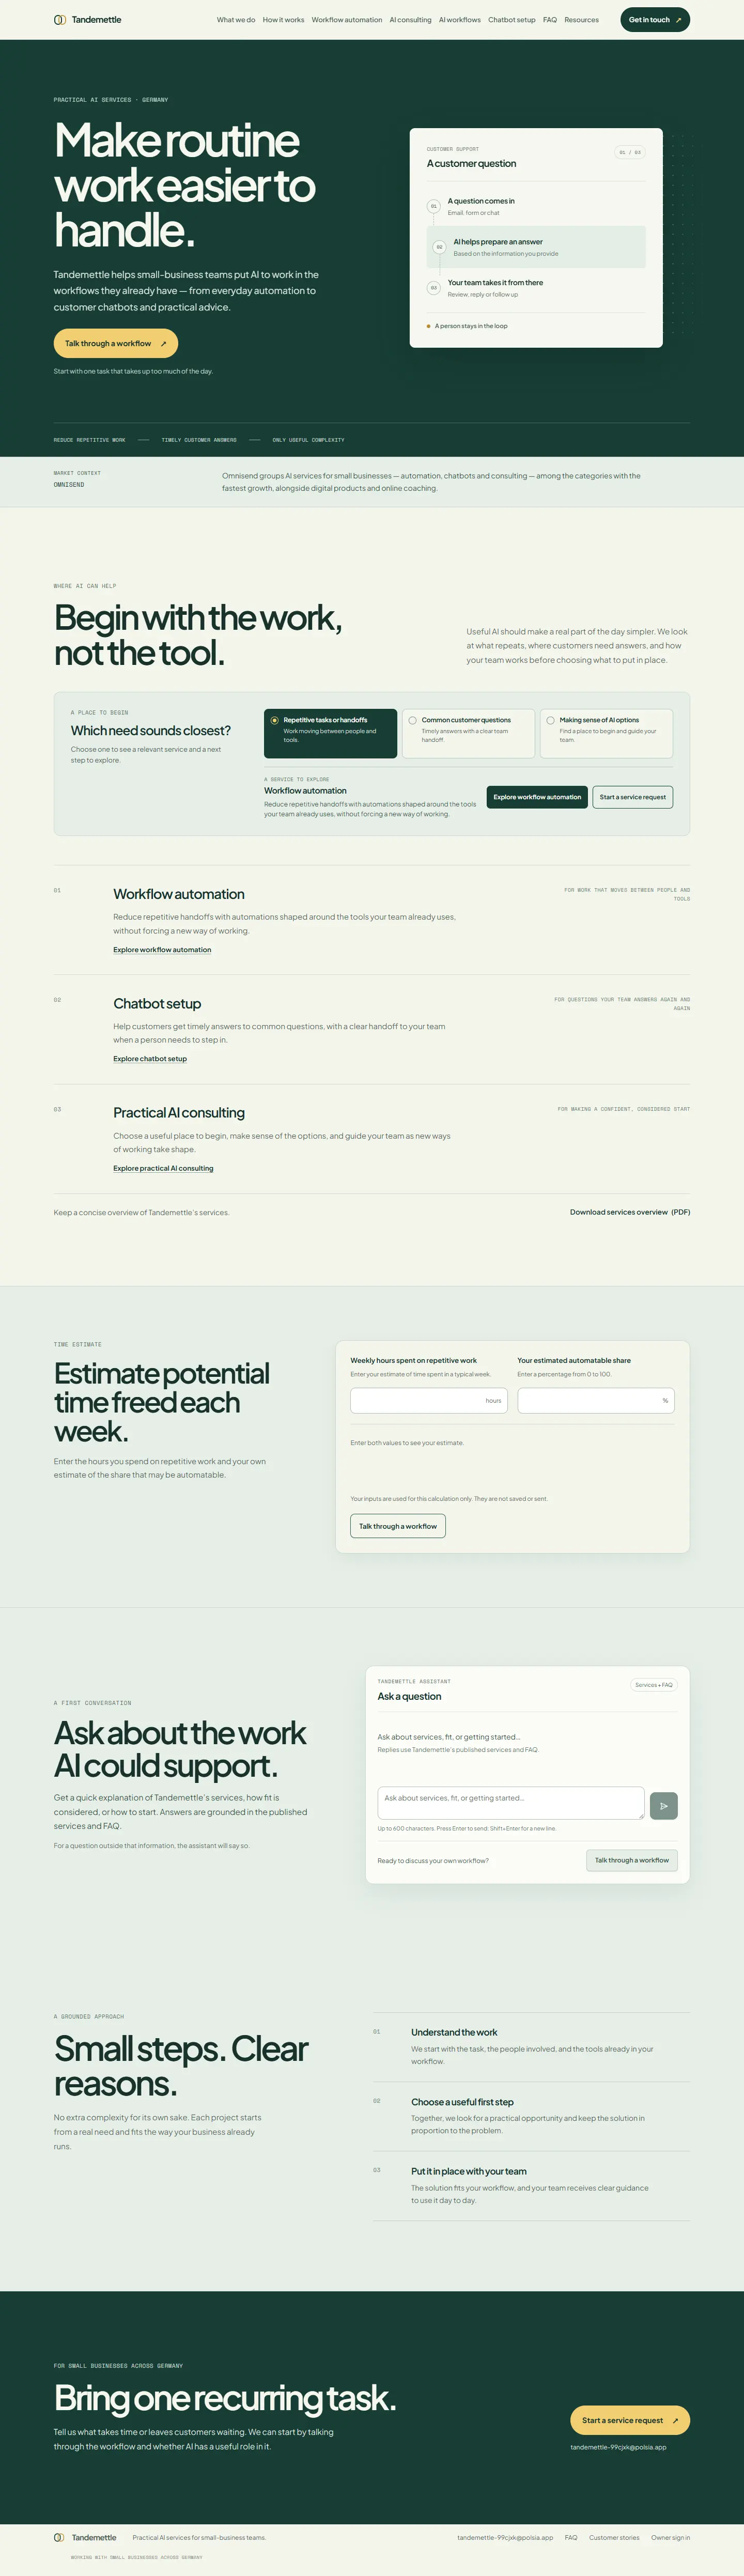 Tandemettle
What we do How it works Workflow automation AI consulting AI workflows Chatbot setup FAQ Resources
Get in touch ↗
PRACTICAL AI SERVICES · GERMANY
Make routine
work easier to
handle.
Tandemettle helps small-business teams put AI to work in the
workflows they already have — from everyday automation to
customer chatbots and practical advice.
Talk through a workflow ↗
Start with one task that takes up too much of the day.
CUSTOMER SUPPORT
A customer question
01 / 03
01
A question comes in
Email, form or chat
02
AI helps prepare an answer
Based on the information you provide
03
Your team takes it from there
Review, reply or follow up
A person stays in the loop
REDUCE REPETITIVE WORK
TIMELY CUSTOMER ANSWERS
ONLY USEFUL COMPLEXITY
MARKET CONTEXT
OMNISEND
Omnisend groups AI services for small businesses — automation, chatbots and consulting — among the categories with the
fastest growth, alongside digital products and online coaching.
WHERE AI CAN HELP
Begin with the work,
not the tool.
Useful AI should make a real part of the day simpler. We look
at what repeats, where customers need answers, and how
your team works before choosing what to put in place.
A PLACE TO BEGIN
Which need sounds closest?
Choose one to see a relevant service and a next
step to explore.
Repetitive tasks or handoffs
Work moving between people and
tools.
Common customer questions
Timely answers with a clear team
handoff.
Making sense of AI options
Find a place to begin and guide your
team.
A SERVICE TO EXPLORE
Workflow automation
Reduce repetitive handoffs with automations shaped around the tools
your team already uses, without forcing a new way of working.
Explore workflow automation
Start a service request
01
Workflow automation
Reduce repetitive handoffs with automations shaped around the tools your team already uses,
without forcing a new way of working.
Explore workflow automation
FOR WORK THAT MOVES BETWEEN PEOPLE AND
TOOLS
02
Chatbot setup
Help customers get timely answers to common questions, with a clear handoff to your team
when a person needs to step in.
Explore chatbot setup
FOR QUESTIONS YOUR TEAM ANSWERS AGAIN AND
AGAIN
03
Practical AI consulting
Choose a useful place to begin, make sense of the options, and guide your team as new ways
of working take shape.
Explore practical AI consulting
FOR MAKING A CONFIDENT, CONSIDERED START
Keep a concise overview of Tandemettle's services.
Download services overview (PDF)
TIME ESTIMATE
Estimate potential
time freed each
week.
Enter the hours you spend on repetitive work and your own
estimate of the share that may be automatable.
Weekly hours spent on repetitive work
Enter your estimate of time spent in a typical week.
hours
Your estimated automatable share
Enter a percentage from 0 to 100.
%
Enter both values to see your estimate.
Your inputs are used for this calculation only. They are not saved or sent.
Talk through a workflow
A FIRST CONVERSATION
Ask about the work
AI could support.
Get a quick explanation of Tandemettle's services, how fit is
considered, or how to start. Answers are grounded in the published
services and FAQ.
For a question outside that information, the assistant will say so.
TANDEMETTLE ASSISTANT
Ask a question
Services + FAQ
Ask about services, fit, or getting started…
Replies use Tandemettle's published services and FAQ.
Ask about services, fit, or getting started…
Up to 600 characters. Press Enter to send; Shift+Enter for a new line.
Ready to discuss your own workflow?
Talk through a workflow
A GROUNDED APPROACH
Small steps. Clear
reasons.
No extra complexity for its own sake. Each project starts
from a real need and fits the way your business already
runs.
01
Understand the work
We start with the task, the people involved, and the tools already in your
workflow.
02
Choose a useful first step
Together, we look for a practical opportunity and keep the solution in
proportion to the problem.
03
Put it in place with your team
The solution fits your workflow, and your team receives clear guidance
to use it day to day.
FOR SMALL BUSINESSES ACROSS GERMANY
Bring one recurring task.
Tell us what takes time or leaves customers waiting. We can start by talking
through the workflow and whether AI has a useful role in it.
Start a service request ↗
tandemettle-99cjxk@polsia.app
Tandemettle
Practical AI services for small-business teams.
tandemettle-99cjxk@polsia.app FAQ Customer stories Owner sign in
WORKING WITH SMALL BUSINESSES ACROSS GERMANY